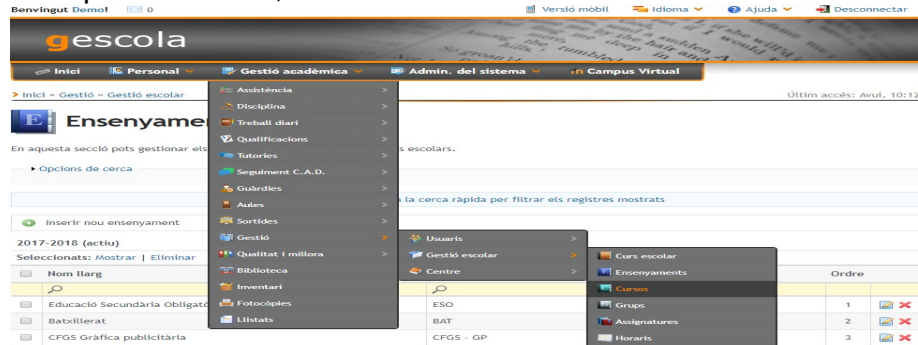 Benvingut Demo! 0 Versió mòbil Idioma Ajuda Desconnectar
gescola
Inici Personal Gestió acadèmica Admin. del sistema Campus Virtual
> Inici » Gestió » Gestió escolar Últim accés: Avui, 10:12
Assistència >
Disciplina >
E Ensenyame
Treball diari >
Qualificacions >
En aquesta secció pots gestionar els s escolars.
Tutories >
Opcions de cerca
Seguiment C.A.D. >
Guàrdies >
Aules >
la cerca ràpida per filtrar els registres mostrats
Inserir nou ensenyament
Sortides >
2017-2018 (actiu)
Gestió > Usuaris >
Seleccionats: Mostrar | Eliminar
Qualitat i millora > Gestió escolar > Curs escolar
Nom llarg Biblioteca Centre > Ensenyaments Ordre
Inventari Cursos
Educació Secundària Obligató Fotocòpies ESO Grups 1
Batxillerat Llistats BAT Assignatures 2
CFGS Gràfica publicitària CFGS - GP Horaris 3